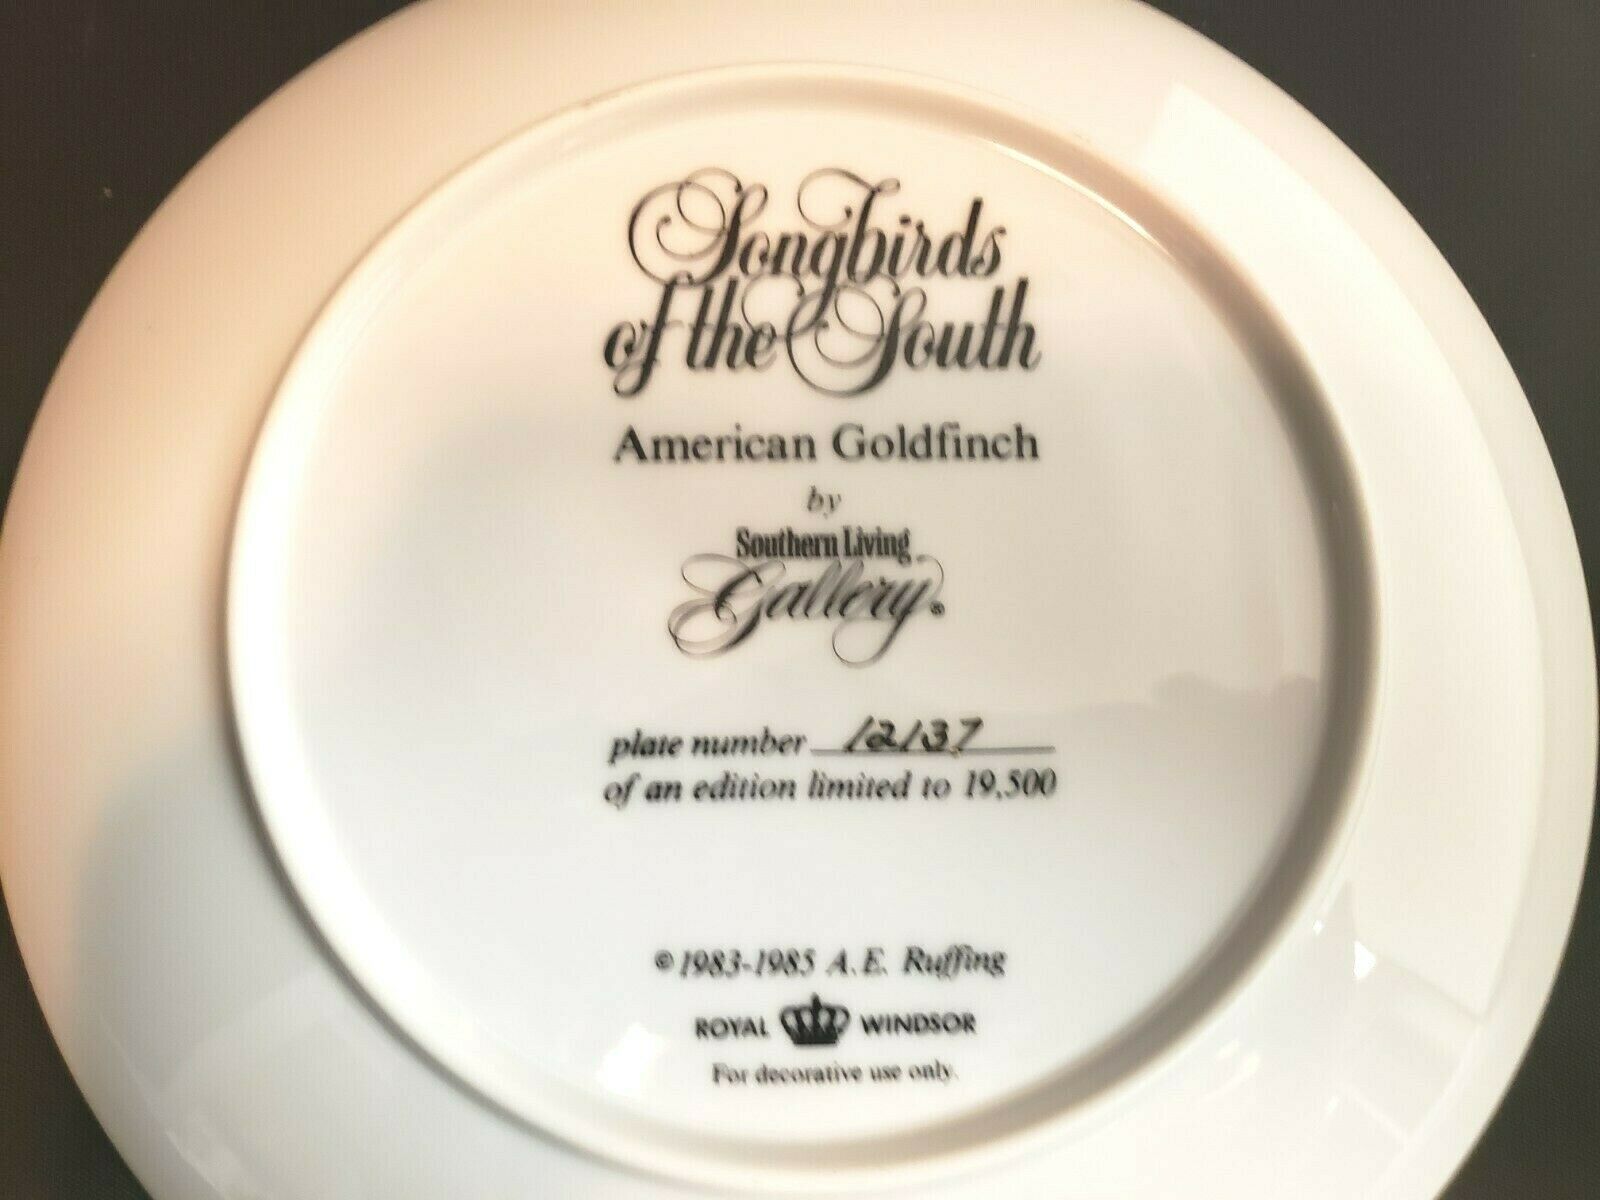 Songbirds
of the South
American Goldfinch
by
Southern Living
Gallery®
plate number 12137
of an edition limited to 19,500
©1983-1985 A.E. Ruffing
ROYAL WINDSOR
For decorative use only.